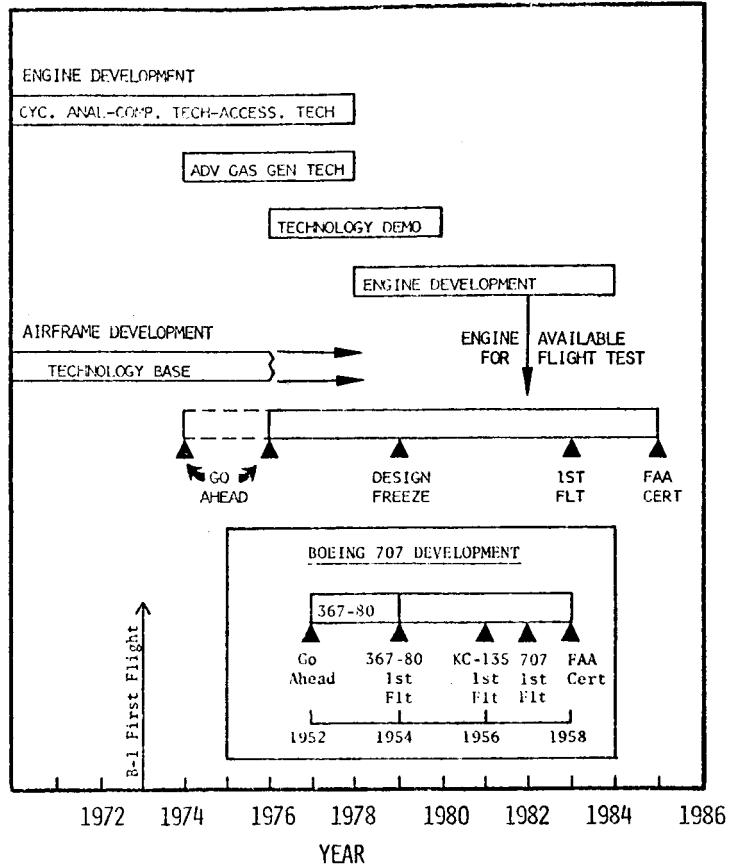 ENGINE DEVELOPMENT
CYC. ANAL-COMP. TECH-ACCESS. TECH
ADV GAS GEN TECH
TECHNOLOGY DEMO
ENGINE DEVELOPMENT
AIRFRAME DEVELOPMENT
TECHNOLOGY BASE
ENGINE AVAILABLE
FOR FLIGHT TEST
GO
AHEAD
DESIGN
FREEZE
1ST
FLT
FAA
CERT
BOEING 707 DEVELOPMENT
367-80
Go
Ahead
367-80
1st
Flt
KC-135
1st
Flt
707
1st
Flt
FAA
Cert
1952 1954 1956 1958
B-1 First Flight
1972 1974 1976 1978 1980 1982 1984 1986
YEAR